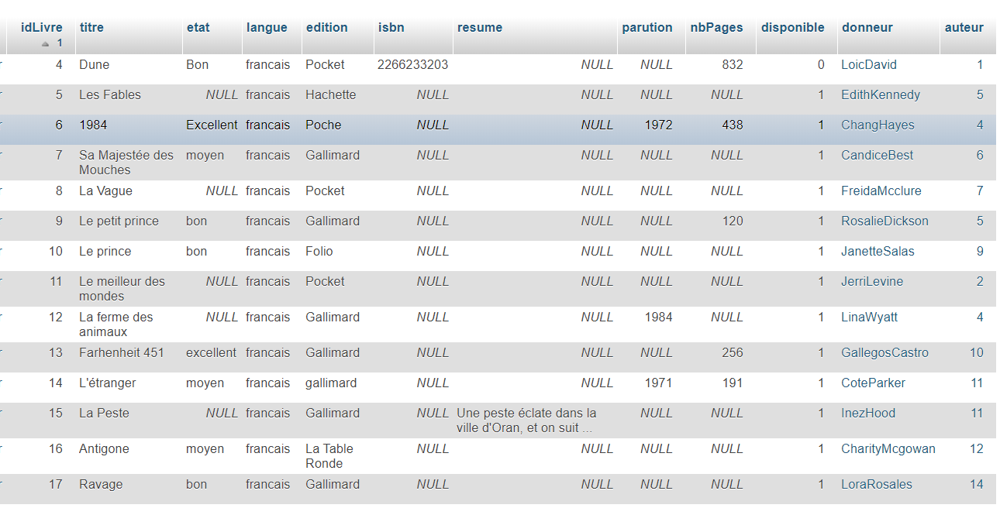 idLivre titre etat langue edition isbn resume parution nbPages disponible donneur auteur
1
r 4 Dune Bon francais Pocket 2266233203 NULL NULL 832 0 LoicDavid 1
r 5 Les Fables NULL francais Hachette NULL NULL NULL NULL 1 EdithKennedy 5
r 6 1984 Excellent francais Poche NULL NULL 1972 438 1 ChangHayes 4
r 7 Sa Majestée des moyen francais Gallimard NULL NULL NULL NULL 1 CandiceBest 6
Mouches
r 8 La Vague NULL francais Pocket NULL NULL NULL NULL 1 FreidaMcclure 7
r 9 Le petit prince bon francais Gallimard NULL NULL NULL 120 1 RosalieDickson 5
r 10 Le prince bon francais Folio NULL NULL NULL NULL 1 JanetteSalas 9
r 11 Le meilleur des NULL francais Pocket NULL NULL NULL NULL 1 JerriLevine 2
mondes
r 12 La ferme des NULL francais Gallimard NULL NULL 1984 NULL 1 LinaWyatt 4
animaux
r 13 Farhenheit 451 excellent francais Gallimard NULL NULL NULL 256 1 GallegosCastro 10
r 14 L'étranger moyen francais gallimard NULL NULL 1971 191 1 CoteParker 11
r 15 La Peste NULL francais Gallimard NULL Une peste éclate dans la NULL NULL 1 InezHood 11
ville d'Oran, et on suit ...
r 16 Antigone moyen francais La Table NULL NULL NULL NULL 1 CharityMcgowan 12
Ronde
r 17 Ravage bon francais Gallimard NULL NULL NULL NULL 1 LoraRosales 14